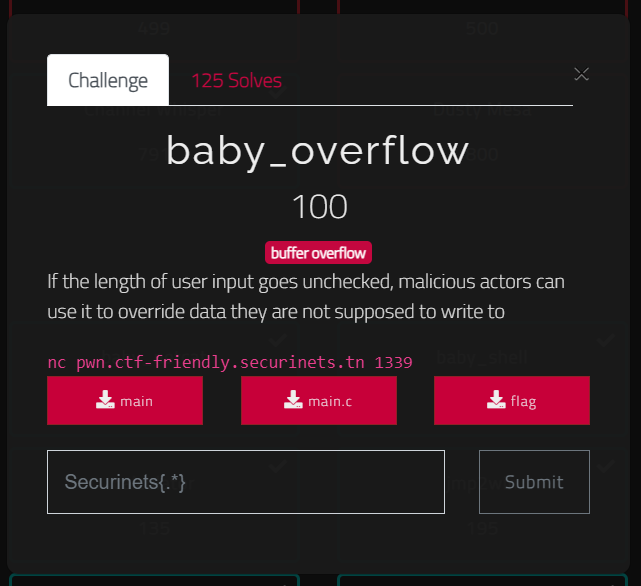 499
500
Challenge
125 Solves
baby_overflow
100
buffer overflow
If the length of user input goes unchecked, malicious actors can
use it to override data they are not supposed to write to
nc pwn.ctf-friendly.securinets.tn 1339
main
main.c
flag
Securinets{.*}
Submit